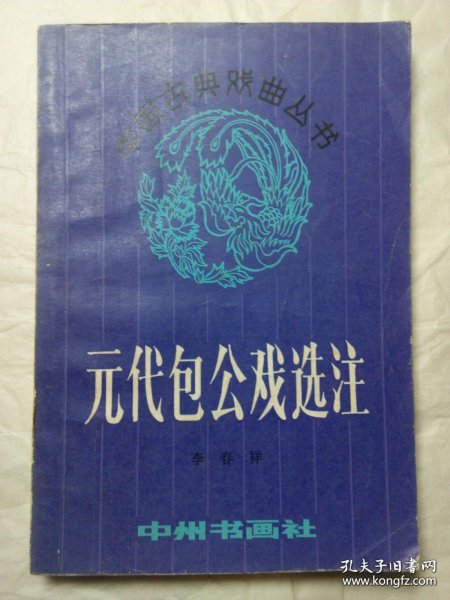 中国古典戏曲丛书
元代包公戏选注
李春祥
中州书画社
孔夫子旧书网
www.kongfz.com